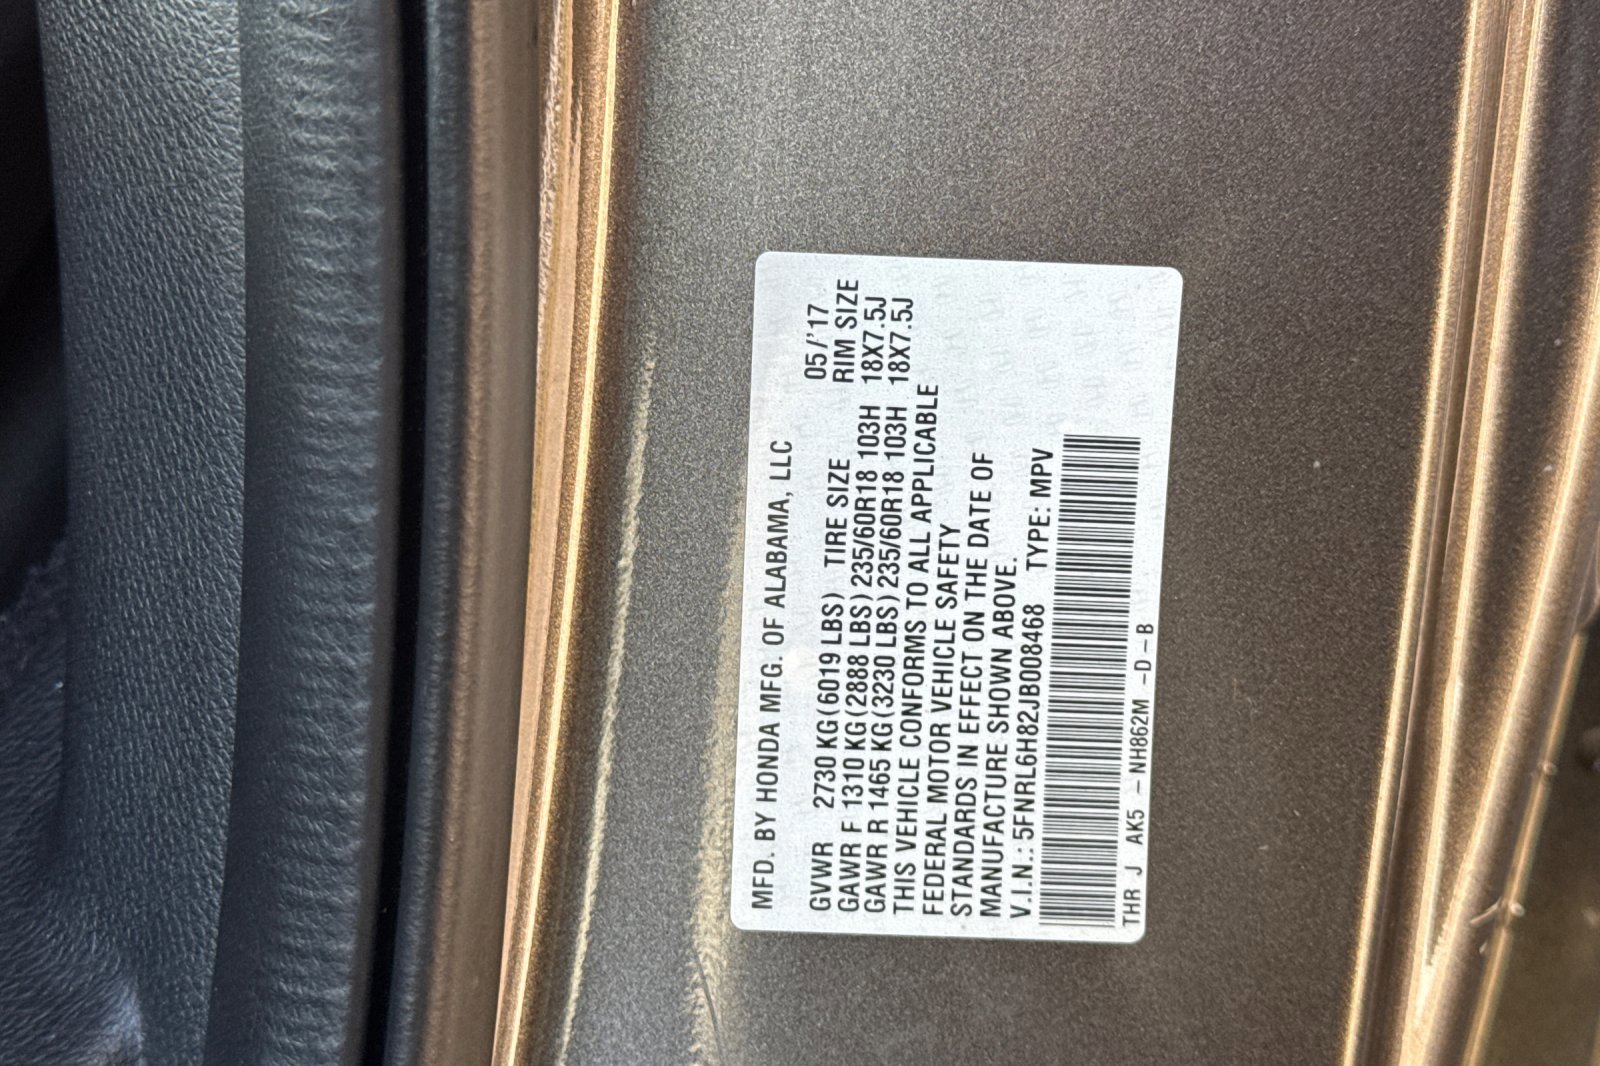 MFD. BY HONDA MFG. OF ALABAMA, LLC
05/'17
GVWR 2730 KG (6019 LBS) TIRE SIZE RIM SIZE
GAWR F 1310 KG (2888 LBS) 235/60R18 103H 18X7.5J
GAWR R 1465 KG (3230 LBS) 235/60R18 103H 18X7.5J
THIS VEHICLE CONFORMS TO ALL APPLICABLE
FEDERAL MOTOR VEHICLE SAFETY
STANDARDS IN EFFECT ON THE DATE OF
MANUFACTURE SHOWN ABOVE.
V.I.N.: 5FNRL6H82JB008468 TYPE: MPV
THR J AK5 - NH862M -D-B